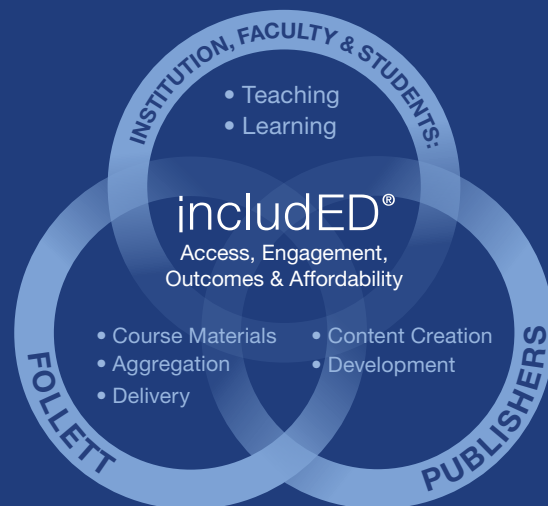 INSTITUTION, FACULTY & STUDENTS:
• Teaching
• Learning
includED®
Access, Engagement,
Outcomes & Affordability
• Course Materials
• Aggregation
• Delivery
• Content Creation
• Development
FOLLETT
PUBLISHERS